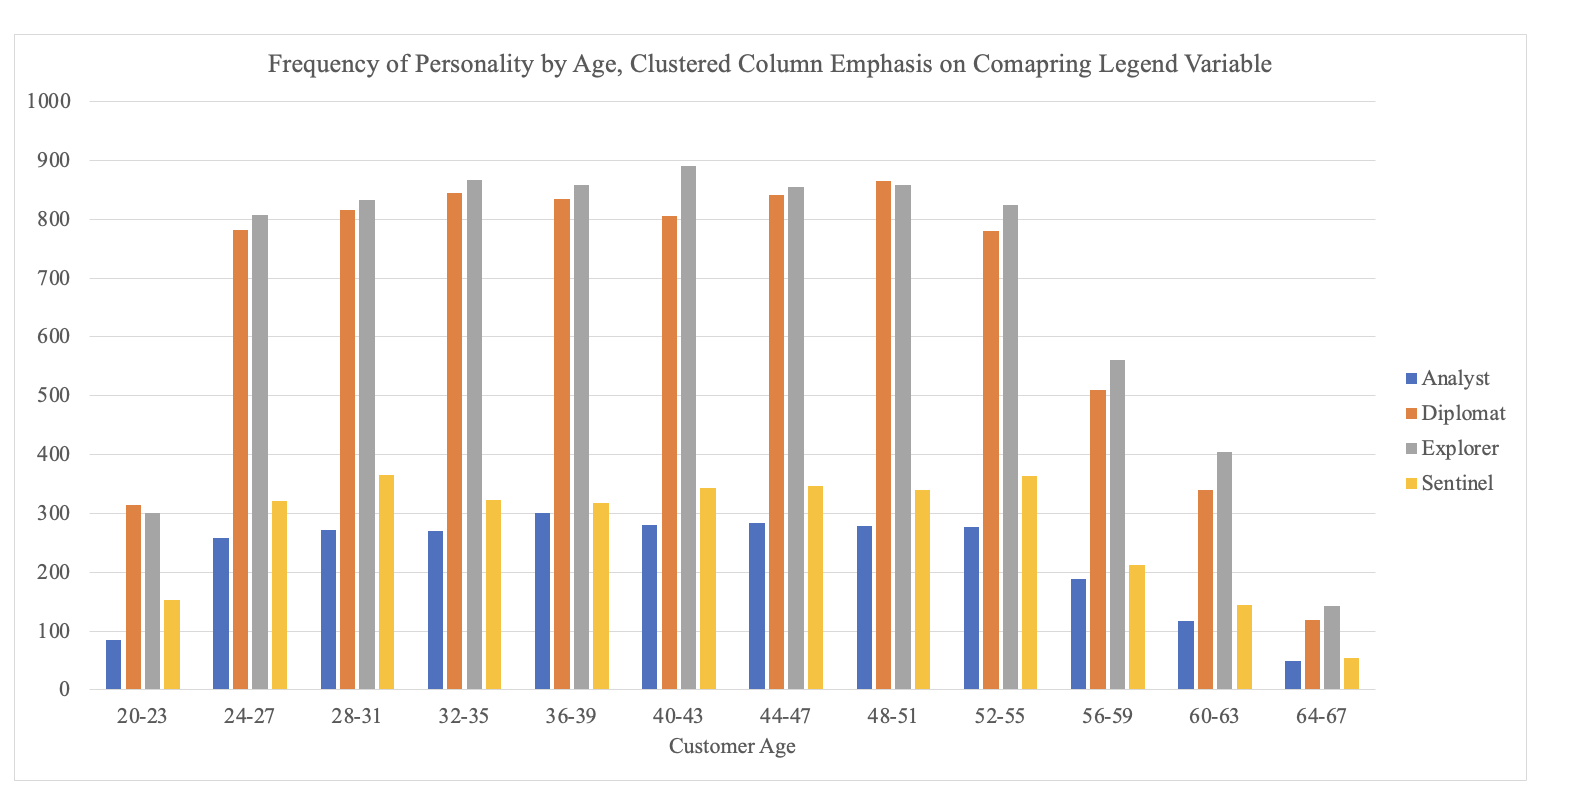 Frequency of Personality by Age, Clustered Column Emphasis on Comapring Legend Variable
1000
900
800
700
600
500
400
300
200
100
0
20-23 24-27 28-31 32-35 36-39 40-43 44-47 48-51 52-55 56-59 60-63 64-67
Customer Age
Analyst
Diplomat
Explorer
Sentinel